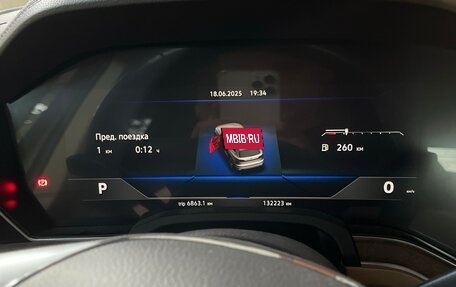 18.06.2025 19:34
Пред. поездка
1 км 0:12 ч
MBIB.RU
260 км
P
0 км/ч
trip 6863.1 км 132223 км